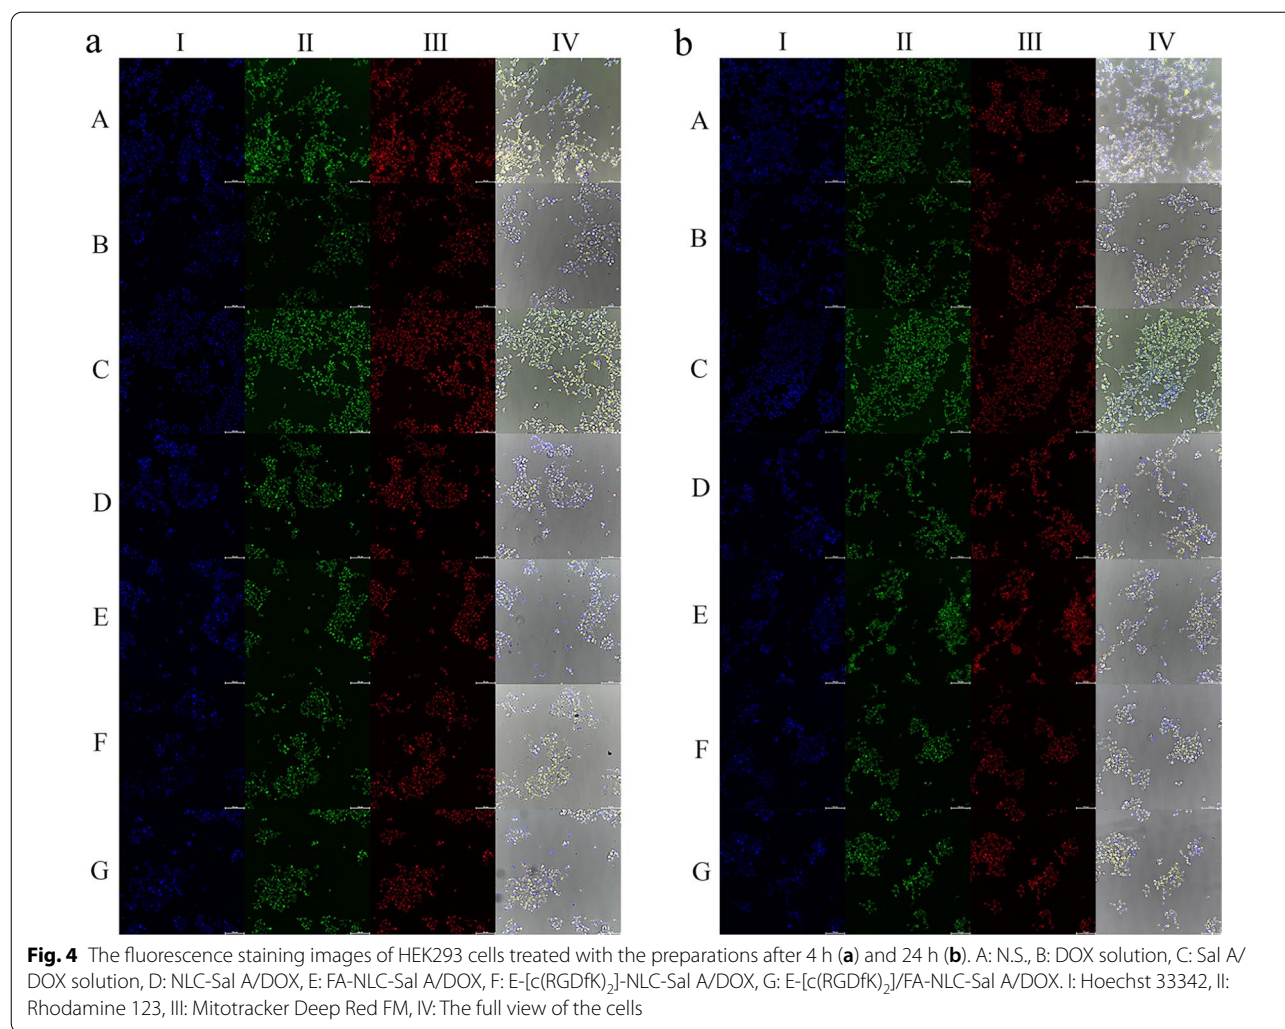 a I II III IV
A
B
C
D
E
F
G
b I II III IV
A
B
C
D
E
F
G
Fig. 4 The fluorescence staining images of HEK293 cells treated with the preparations after 4 h (a) and 24 h (b). A: N.S., B: DOX solution, C: Sal A/
DOX solution, D: NLC-Sal A/DOX, E: FA-NLC-Sal A/DOX, F: E-[c(RGDfK)₂]-NLC-Sal A/DOX, G: E-[c(RGDfK)₂]/FA-NLC-Sal A/DOX. I: Hoechst 33342, II:
Rhodamine 123, III: Mitotracker Deep Red FM, IV: The full view of the cells